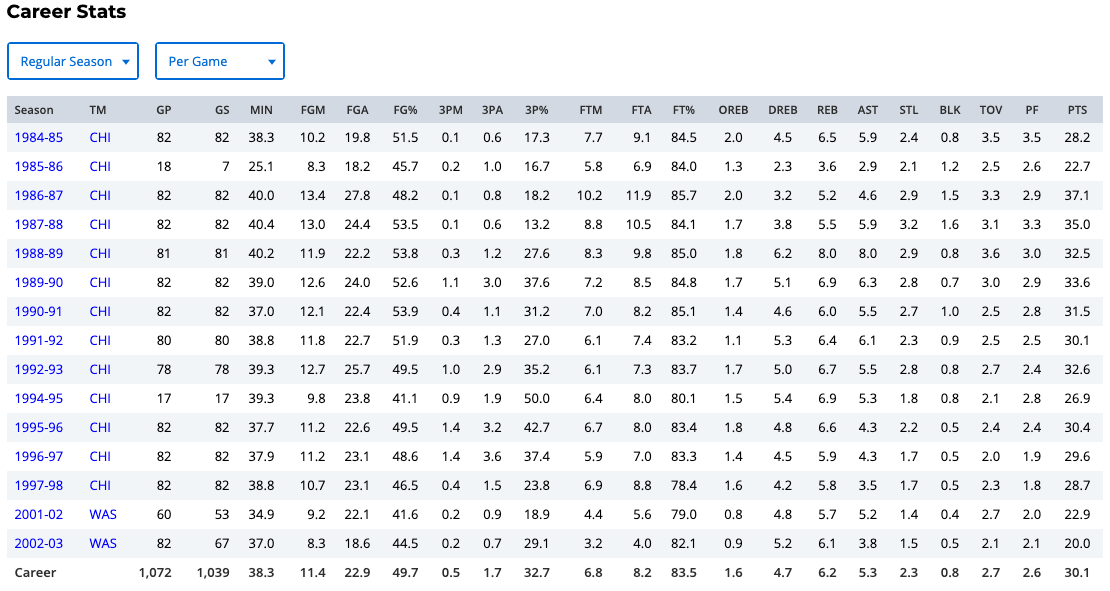 Career Stats
Regular Season Per Game
Season TM GP GS MIN FGM FGA FG% 3PM 3PA 3P% FTM FTA FT% OREB DREB REB AST STL BLK TOV PF PTS
1984-85 CHI 82 82 38.3 10.2 19.8 51.5 0.1 0.6 17.3 7.7 9.1 84.5 2.0 4.5 6.5 5.9 2.4 0.8 3.5 3.5 28.2
1985-86 CHI 18 7 25.1 8.3 18.2 45.7 0.2 1.0 16.7 5.8 6.9 84.0 1.3 2.3 3.6 2.9 2.1 1.2 2.5 2.6 22.7
1986-87 CHI 82 82 40.0 13.4 27.8 48.2 0.1 0.8 18.2 10.2 11.9 85.7 2.0 3.2 5.2 4.6 2.9 1.5 3.3 2.9 37.1
1987-88 CHI 82 82 40.4 13.0 24.4 53.5 0.1 0.6 13.2 8.8 10.5 84.1 1.7 3.8 5.5 5.9 3.2 1.6 3.1 3.3 35.0
1988-89 CHI 81 81 40.2 11.9 22.2 53.8 0.3 1.2 27.6 8.3 9.8 85.0 1.8 6.2 8.0 8.0 2.9 0.8 3.6 3.0 32.5
1989-90 CHI 82 82 39.0 12.6 24.0 52.6 1.1 3.0 37.6 7.2 8.5 84.8 1.7 5.1 6.9 6.3 2.8 0.7 3.0 2.9 33.6
1990-91 CHI 82 82 37.0 12.1 22.4 53.9 0.4 1.1 31.2 7.0 8.2 85.1 1.4 4.6 6.0 5.5 2.7 1.0 2.5 2.8 31.5
1991-92 CHI 80 80 38.8 11.8 22.7 51.9 0.3 1.3 27.0 6.1 7.4 83.2 1.1 5.3 6.4 6.1 2.3 0.9 2.5 2.5 30.1
1992-93 CHI 78 78 39.3 12.7 25.7 49.5 1.0 2.9 35.2 6.1 7.3 83.7 1.7 5.0 6.7 5.5 2.8 0.8 2.7 2.4 32.6
1994-95 CHI 17 17 39.3 9.8 23.8 41.1 0.9 1.9 50.0 6.4 8.0 80.1 1.5 5.4 6.9 5.3 1.8 0.8 2.1 2.8 26.9
1995-96 CHI 82 82 37.7 11.2 22.6 49.5 1.4 3.2 42.7 6.7 8.0 83.4 1.8 4.8 6.6 4.3 2.2 0.5 2.4 2.4 30.4
1996-97 CHI 82 82 37.9 11.2 23.1 48.6 1.4 3.6 37.4 5.9 7.0 83.3 1.4 4.5 5.9 4.3 1.7 0.5 2.0 1.9 29.6
1997-98 CHI 82 82 38.8 10.7 23.1 46.5 0.4 1.5 23.8 6.9 8.8 78.4 1.6 4.2 5.8 3.5 1.7 0.5 2.3 1.8 28.7
2001-02 WAS 60 53 34.9 9.2 22.1 41.6 0.2 0.9 18.9 4.4 5.6 79.0 0.8 4.8 5.7 5.2 1.4 0.4 2.7 2.0 22.9
2002-03 WAS 82 67 37.0 8.3 18.6 44.5 0.2 0.7 29.1 3.2 4.0 82.1 0.9 5.2 6.1 3.8 1.5 0.5 2.1 2.1 20.0
Career 1,072 1,039 38.3 11.4 22.9 49.7 0.5 1.7 32.7 6.8 8.2 83.5 1.6 4.7 6.2 5.3 2.3 0.8 2.7 2.6 30.1